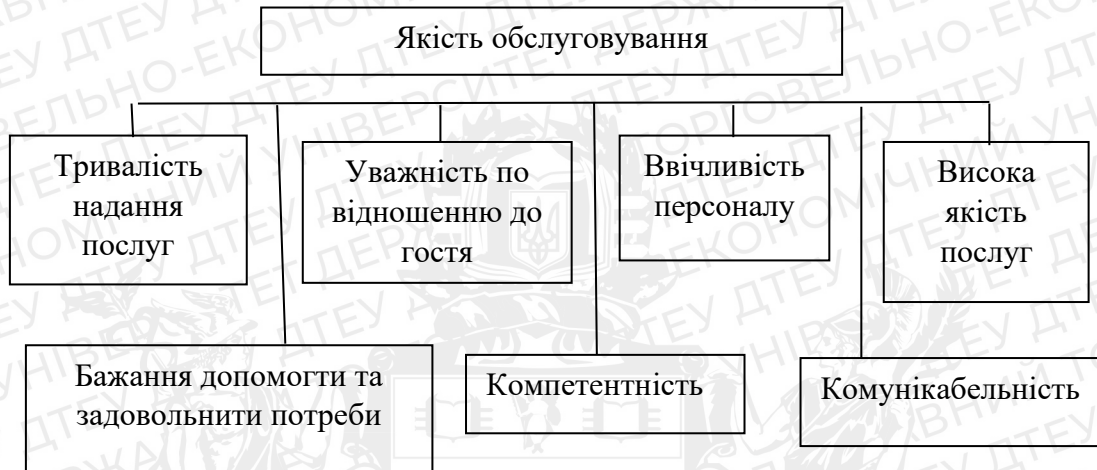 Якість обслуговування
Тривалість
надання
послуг
Уважність по
відношенню до
гостя
Ввічливість
персоналу
Висока
якість
послуг
Бажання допомогти та
задовольнити потреби
Компетентність
Комунікабельність